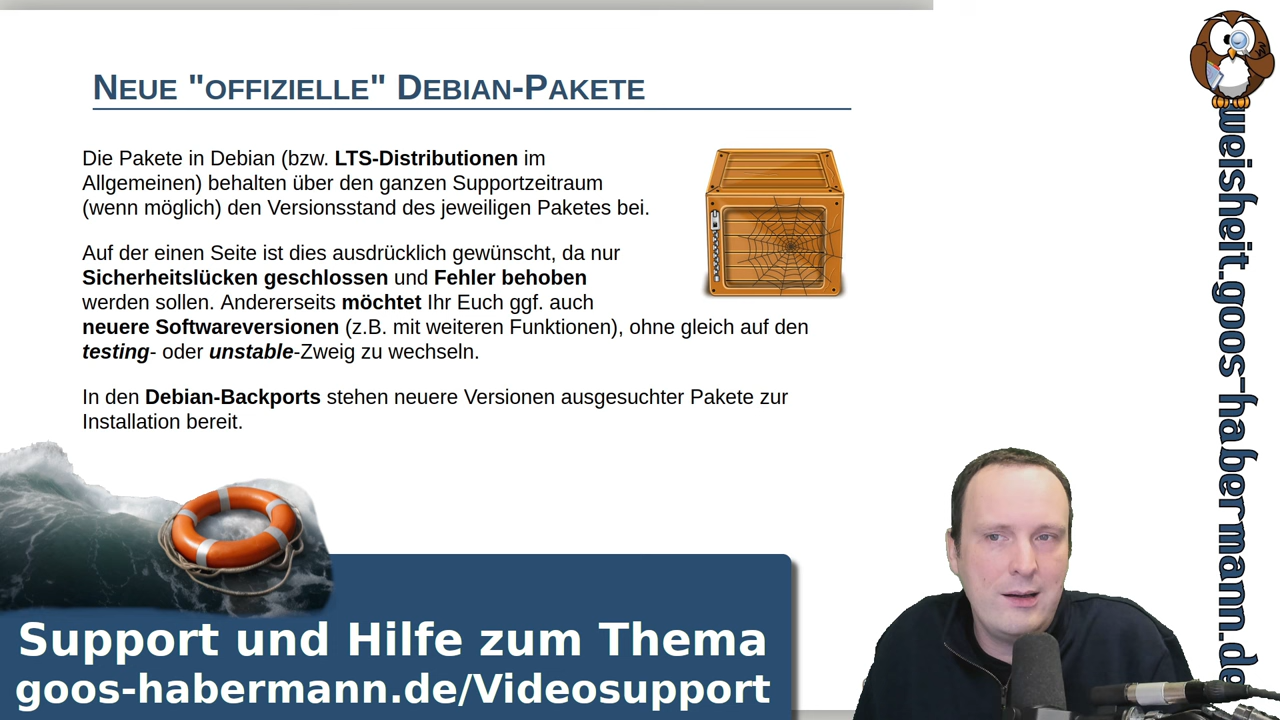 Neue "offizielle" Debian-Pakete
Die Pakete in Debian (bzw. LTS-Distributionen im
Allgemeinen) behalten über den ganzen Supportzeitraum
(wenn möglich) den Versionsstand des jeweiligen Paketes bei.
Auf der einen Seite ist dies ausdrücklich gewünscht, da nur
Sicherheitslücken geschlossen und Fehler behoben
werden sollen. Andererseits möchtet Ihr Euch ggf. auch
neuere Softwareversionen (z.B. mit weiteren Funktionen), ohne gleich auf den
testing- oder unstable-Zweig zu wechseln.
In den Debian-Backports stehen neuere Versionen ausgesuchter Pakete zur
Installation bereit.
Support und Hilfe zum Thema
goos-habermann.de/Videosupport
weisheit.goos-habermann.de